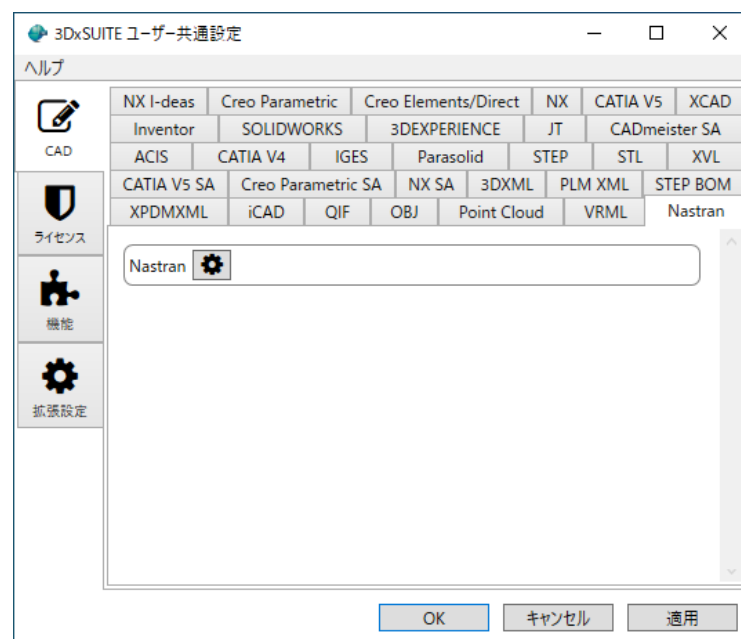 3DxSUITE ユーザー共通設定
ヘルプ
CAD
ライセンス
機能
拡張設定
NX I-deas Creo Parametric Creo Elements/Direct NX CATIA V5 XCAD
Inventor SOLIDWORKS 3DEXPERIENCE JT CADmeister SA
ACIS CATIA V4 IGES Parasolid STEP STL XVL
CATIA V5 SA Creo Parametric SA NX SA 3DXML PLM XML STEP BOM
XPDMXML iCAD QIF OBJ Point Cloud VRML Nastran
Nastran
OK キャンセル 適用